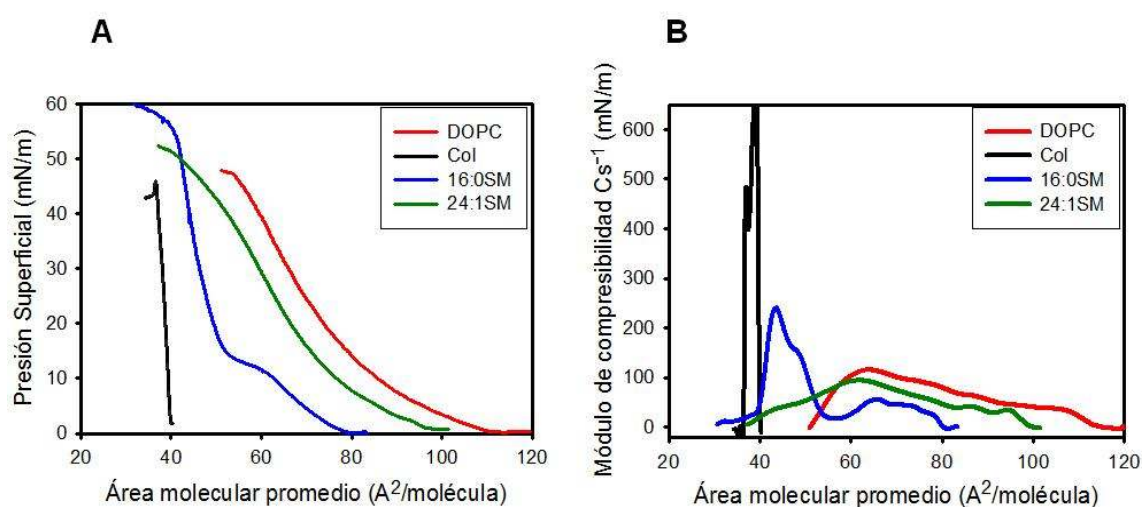 A
Presión Superficial (mN/m)
60
50
40
30
20
10
0
20 40 60 80 100 120
Área molecular promedio (A²/molécula)
DOPC
Col
16:0SM
24:1SM
B
Módulo de compresibilidad Cs⁻¹ (mN/m)
600
500
400
300
200
100
0
20 40 60 80 100 120
Área molecular promedio (A²/molécula)
DOPC
Col
16:0SM
24:1SM